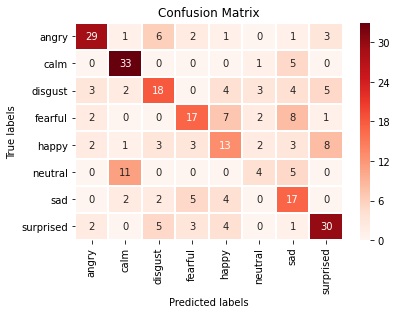 Confusion Matrix
angry 29 1 6 2 1 0 1 3
calm 0 33 0 0 0 1 5 0
disgust 3 2 18 0 4 3 4 5
fearful 2 0 0 17 7 2 8 1
happy 2 1 3 3 13 2 3 8
neutral 0 11 0 0 0 4 5 0
sad 0 2 2 5 4 0 17 0
surprised 2 0 5 3 4 0 1 30
angry calm disgust fearful happy neutral sad surprised
Predicted labels
True labels
30
24
18
12
6
0